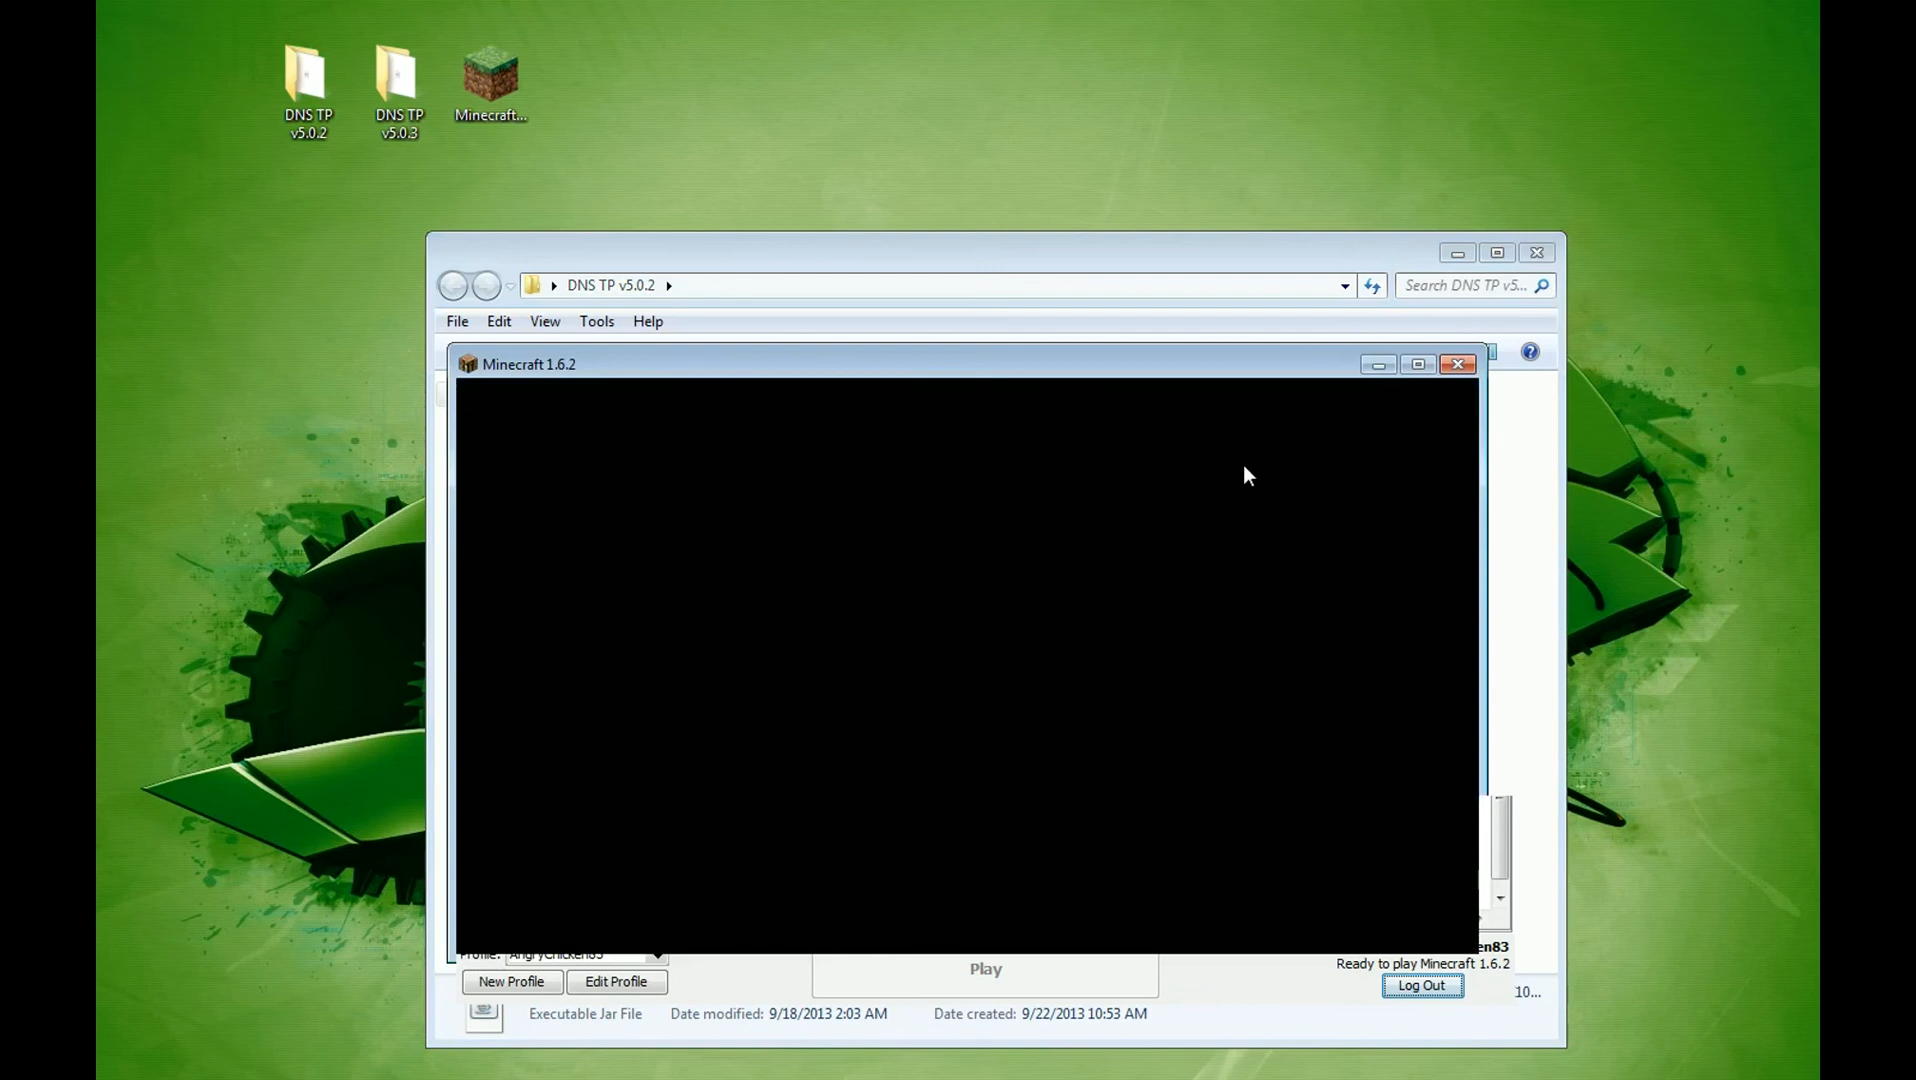 DNS TP
v5.0.2
DNS TP
v5.0.3
Minecraft...
DNS TP v5.0.2
Search DNS TP v5...
File Edit View Tools Help
Minecraft 1.6.2
Profile: AngryChicken83
New Profile Edit Profile
Play
en83
Ready to play Minecraft 1.6.2
Log Out
10...
Executable Jar File Date modified: 9/18/2013 2:03 AM Date created: 9/22/2013 10:53 AM